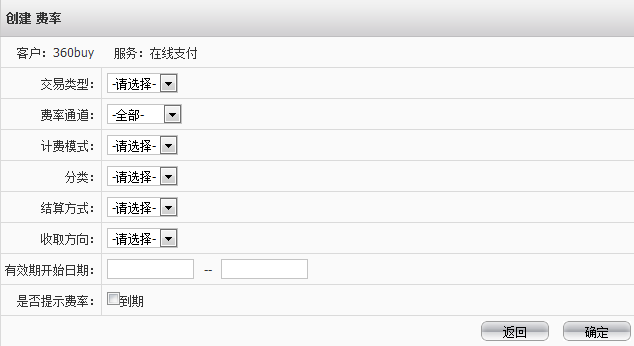 创建 费率
客户：360buy 服务：在线支付
交易类型： -请选择-
费率通道： -全部-
计费模式： -请选择-
分类： -请选择-
结算方式： -请选择-
收取方向： -请选择-
有效期开始日期： --
是否提示费率： 到期
返回 确定